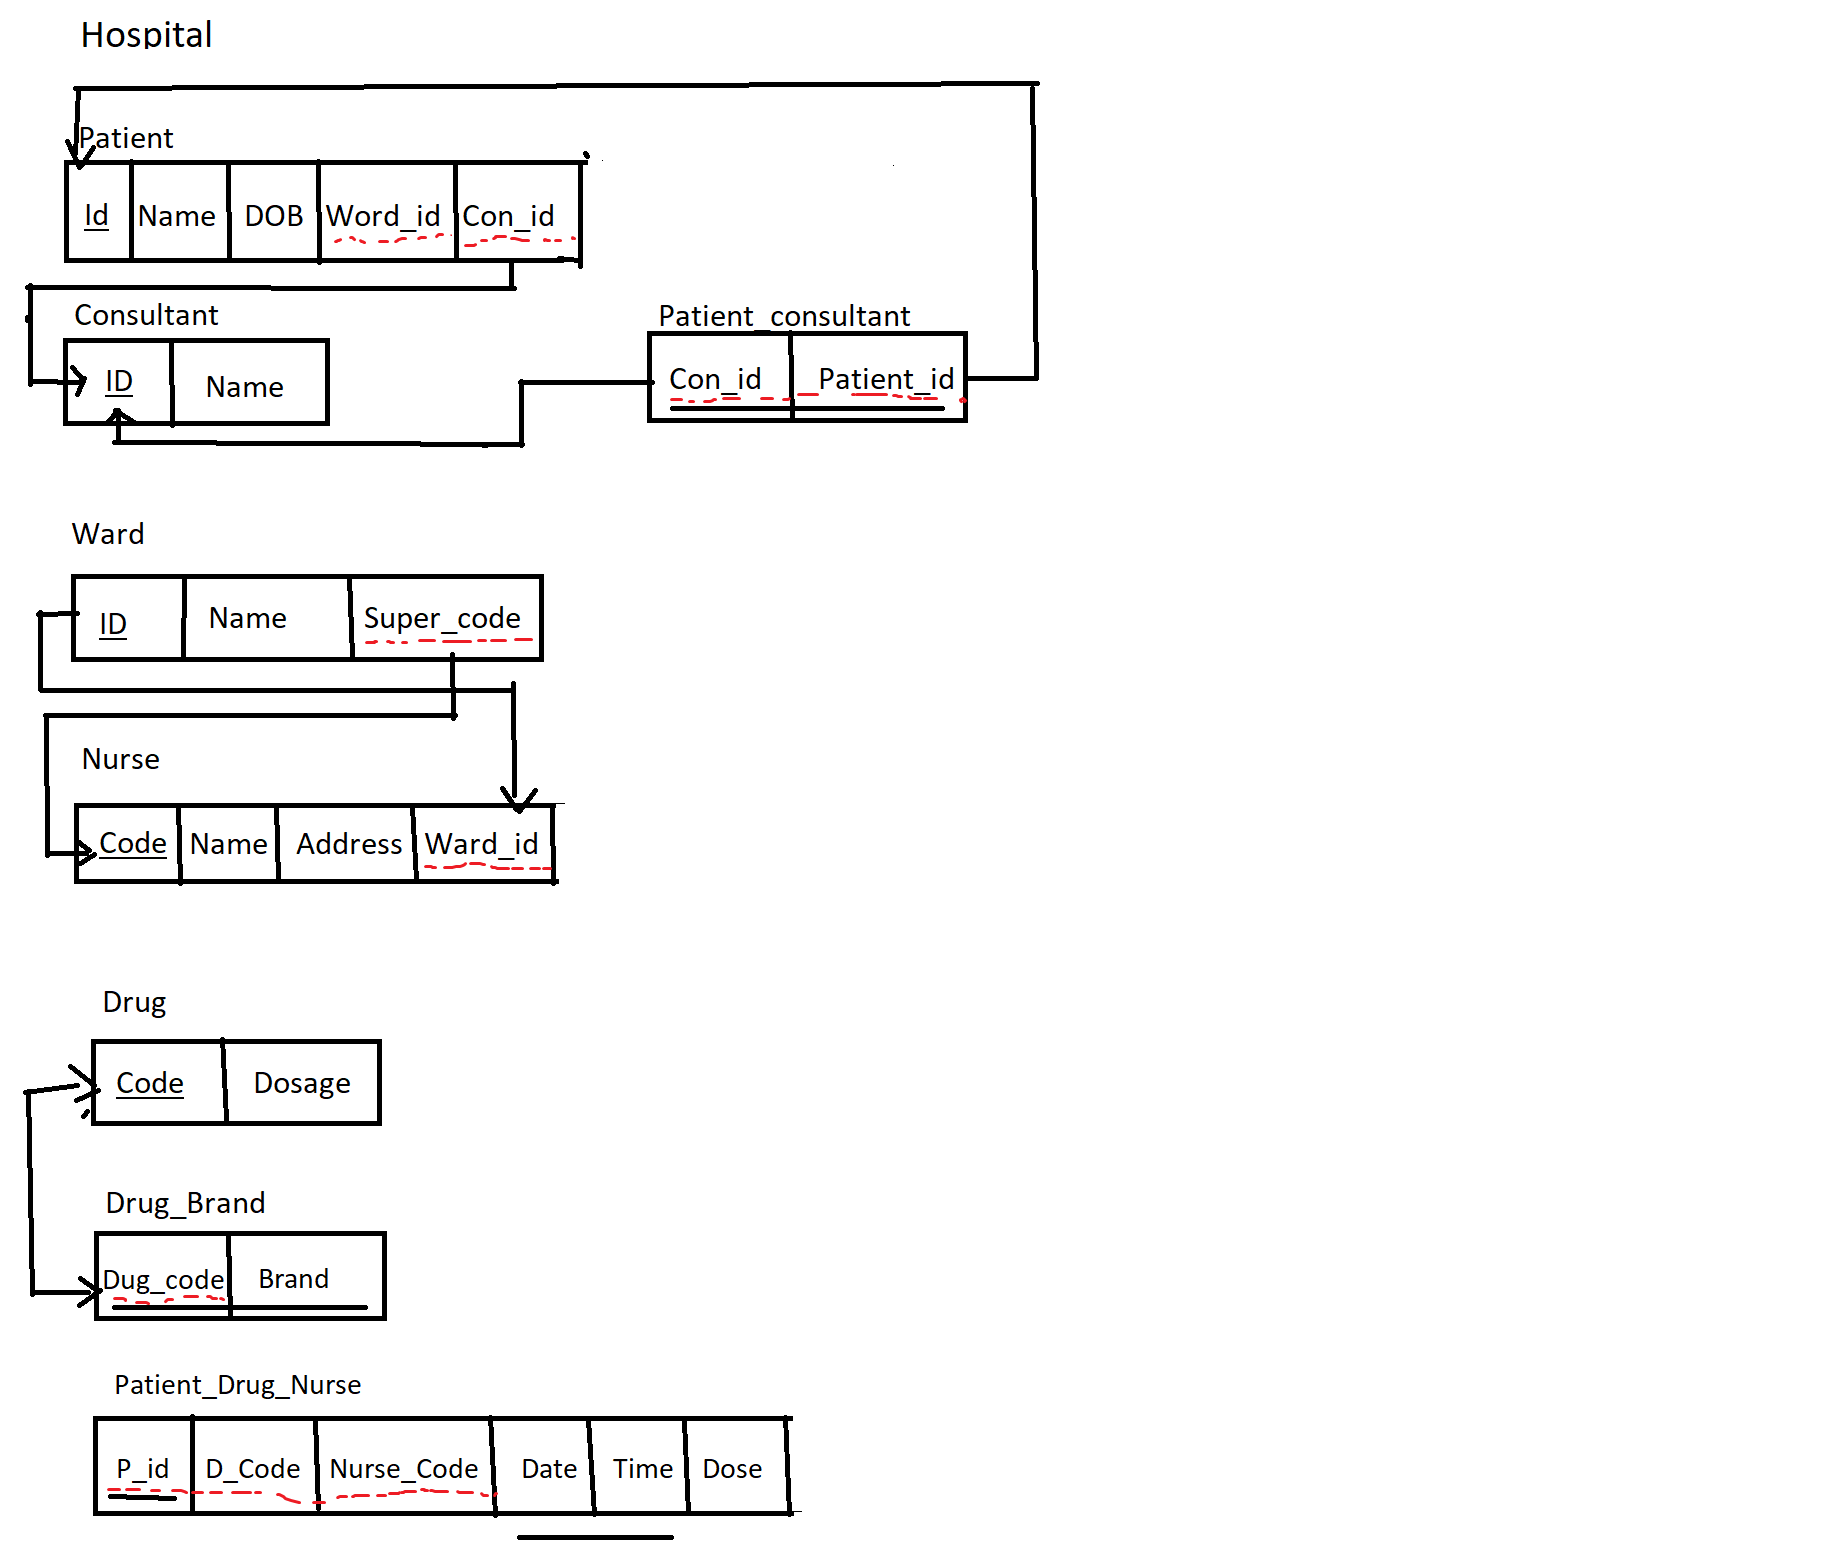 Hospital
Patient
Id Name DOB Word_id Con_id
Consultant
ID Name
Patient_consultant
Con_id Patient_id
Ward
ID Name Super_code
Nurse
Code Name Address Ward_id
Drug
Code Dosage
Drug_Brand
Dug_code Brand
Patient_Drug_Nurse
P_id D_Code Nurse_Code Date Time Dose